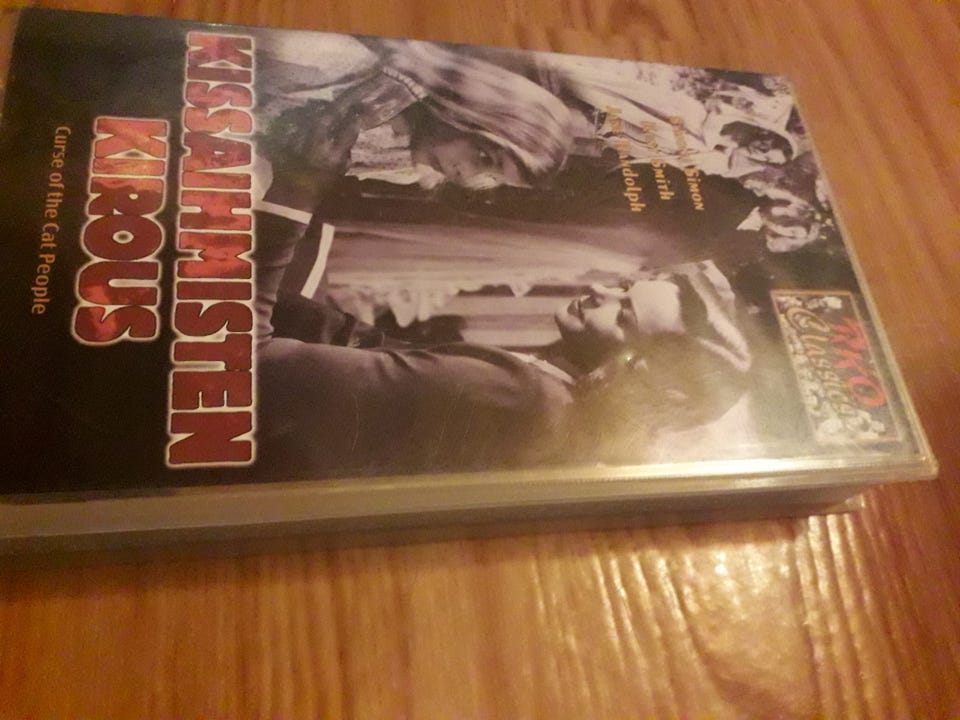 RKO
Classics
Simon
Smith
Randolph
KISSAIHMISTEN
KIROUS
Curse of the Cat People